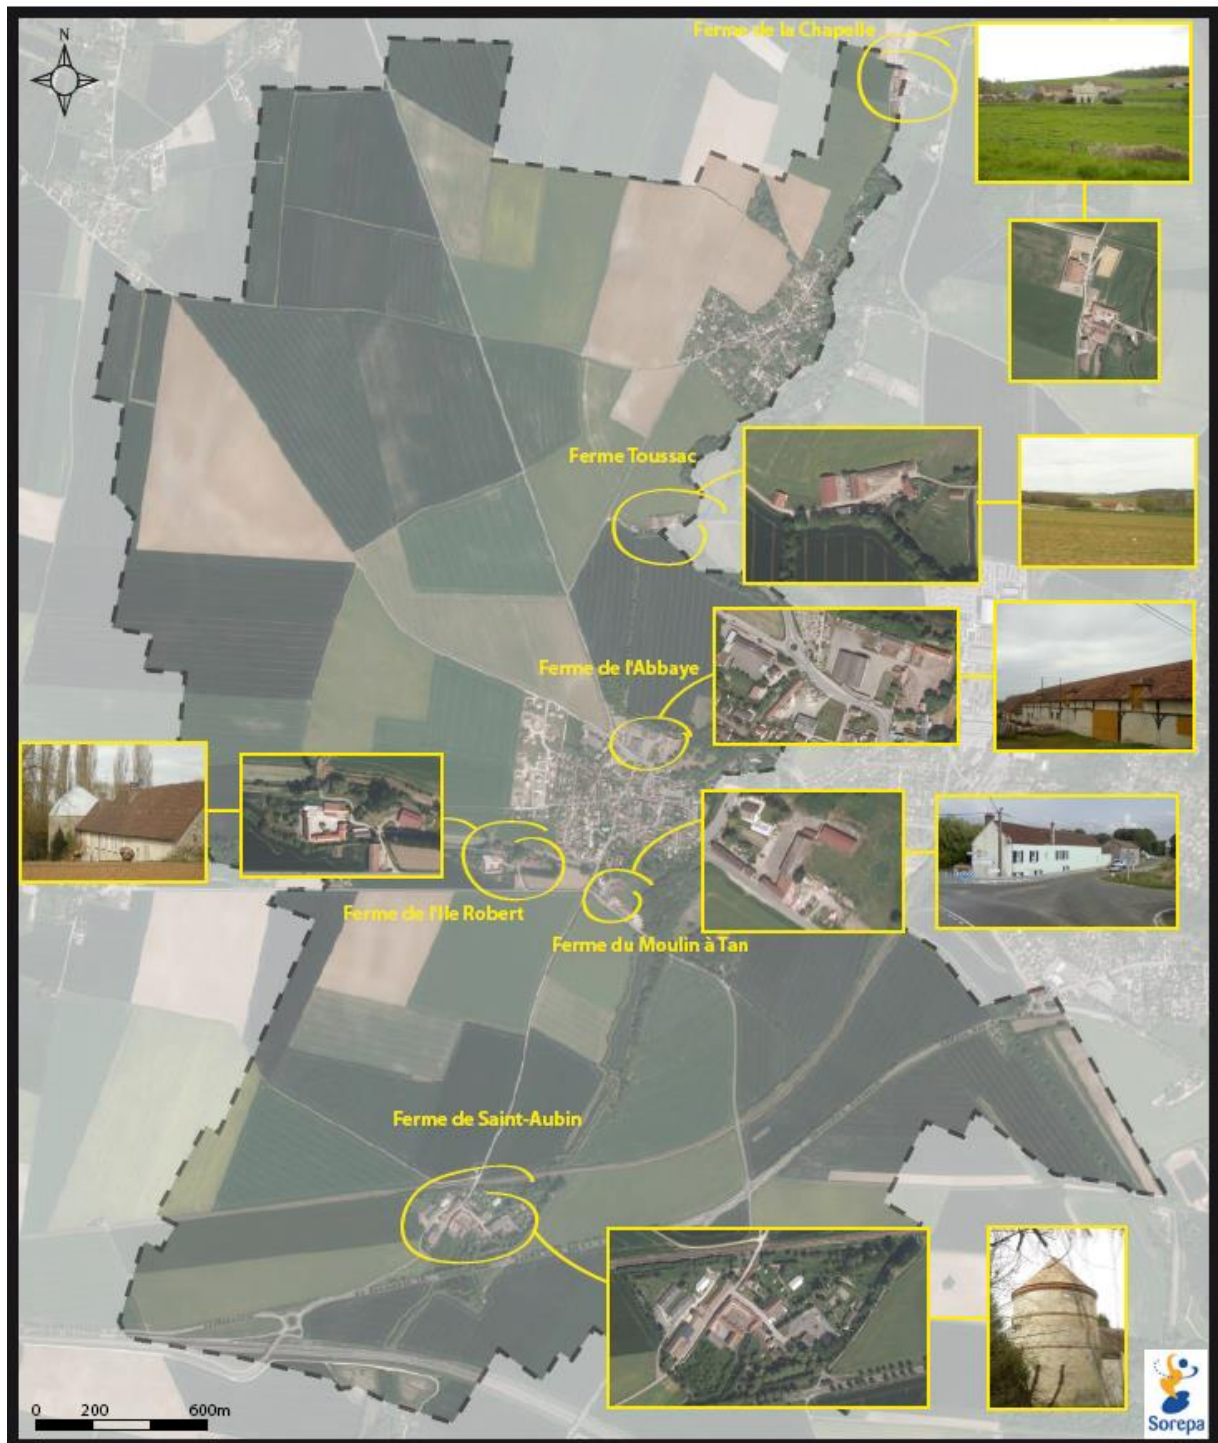 Ferme de la Chapelle
N
Ferme Toussac
Ferme de l'Abbaye
Ferme de l'Ile Robert
Ferme du Moulin à Tan
Ferme de Saint-Aubin
0 200 600m
Sorepa